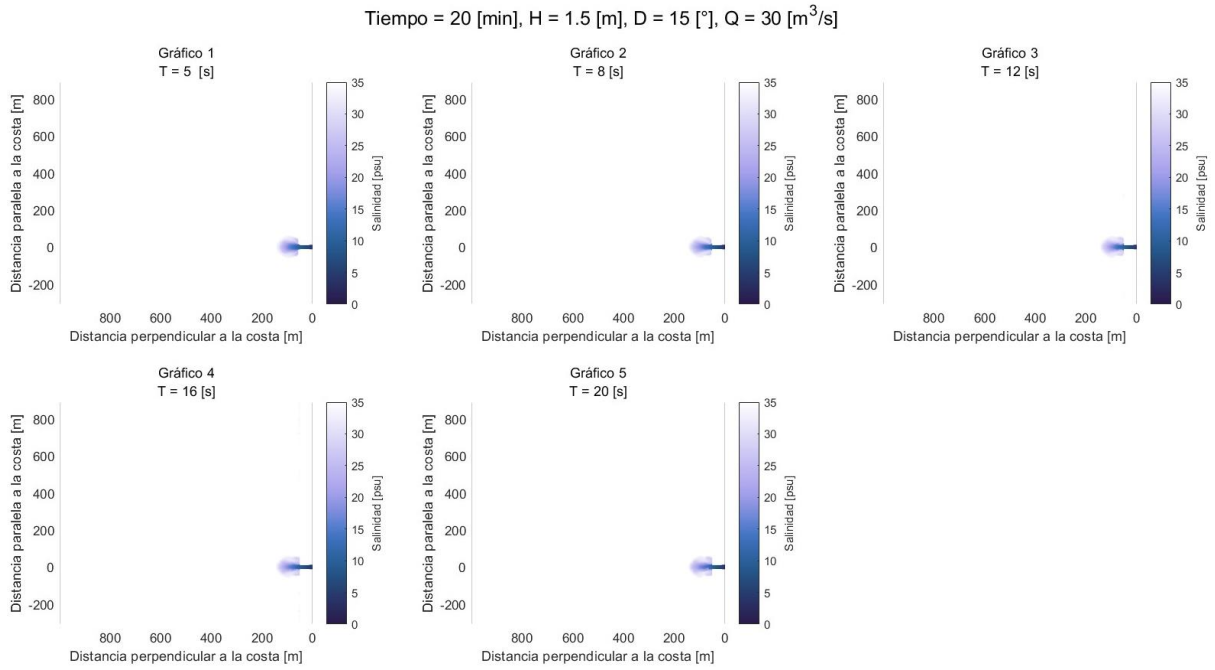 Tiempo = 20 [min], H = 1.5 [m], D = 15 [°], Q = 30 [m³/s]
Gráfico 1
T = 5 [s]
Distancia paralela a la costa [m]
800
600
400
200
0
-200
800 600 400 200 0
Distancia perpendicular a la costa [m]
35
30
25
20
15
10
5
0
Salinidad [psu]
Gráfico 2
T = 8 [s]
Distancia paralela a la costa [m]
800
600
400
200
0
-200
800 600 400 200 0
Distancia perpendicular a la costa [m]
35
30
25
20
15
10
5
0
Salinidad [psu]
Gráfico 3
T = 12 [s]
Distancia paralela a la costa [m]
800
600
400
200
0
-200
800 600 400 200 0
Distancia perpendicular a la costa [m]
35
30
25
20
15
10
5
0
Salinidad [psu]
Gráfico 4
T = 16 [s]
Distancia paralela a la costa [m]
800
600
400
200
0
-200
800 600 400 200 0
Distancia perpendicular a la costa [m]
35
30
25
20
15
10
5
0
Salinidad [psu]
Gráfico 5
T = 20 [s]
Distancia paralela a la costa [m]
800
600
400
200
0
-200
800 600 400 200 0
Distancia perpendicular a la costa [m]
35
30
25
20
15
10
5
0
Salinidad [psu]